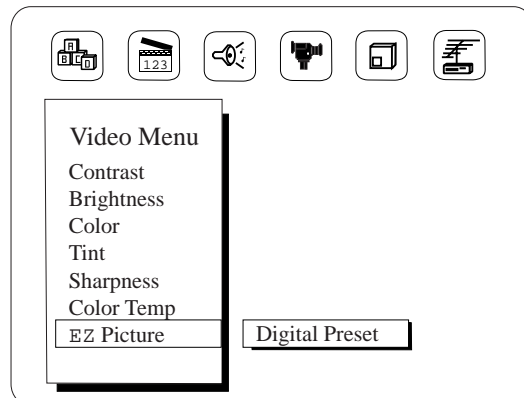 A
B C D
123
Video Menu
Contrast
Brightness
Color
Tint
Sharpness
Color Temp
EZ Picture
Digital Preset